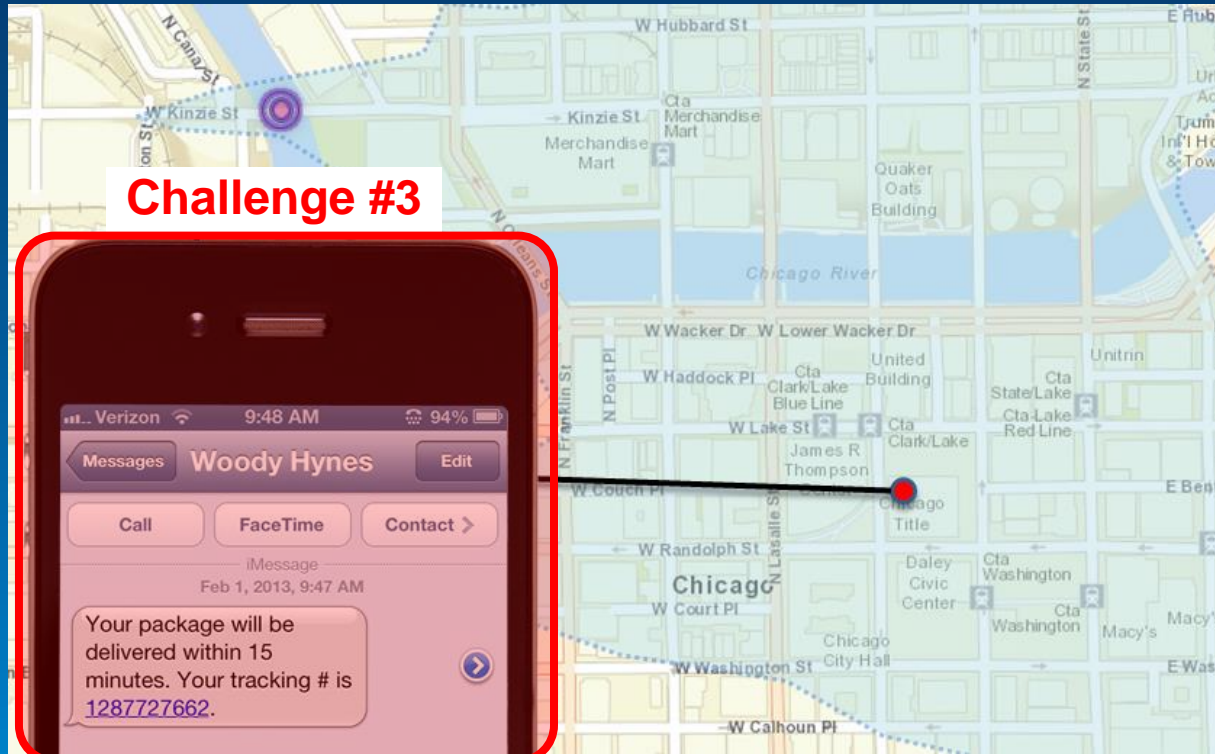 W Hubbard St
N State St
N Canal St
W Kinzie St
Kinzie St
Cta
Merchandise
Mart
Merchandise
Mart
Quaker
Oats
Building
Challenge #3
N Orleans St
Chicago River
W Wacker Dr W Lower Wacker Dr
N Franklin St
N Post Pl
W Haddock Pl
Cta
Clark/Lake
Blue Line
United
Building
Unitrin
Cta
State/Lake
Cta-Lake
Red Line
W Lake St
Cta
Clark/Lake
James R
Thompson
Center
W Couch Pl
N Lasalle St
Chicago
Title
W Randolph St
Chicago
W Court Pl
Daley
Civic
Center
Cta
Washington
Cta
Washington
Macy's
Macy's
Chicago
City Hall
W Washington St
W Calhoun Pl
Verizon 9:48 AM 94%
Messages Woody Hynes Edit
Call FaceTime Contact
iMessage
Feb 1, 2013, 9:47 AM
Your package will be
delivered within 15
minutes. Your tracking # is
1287727662.